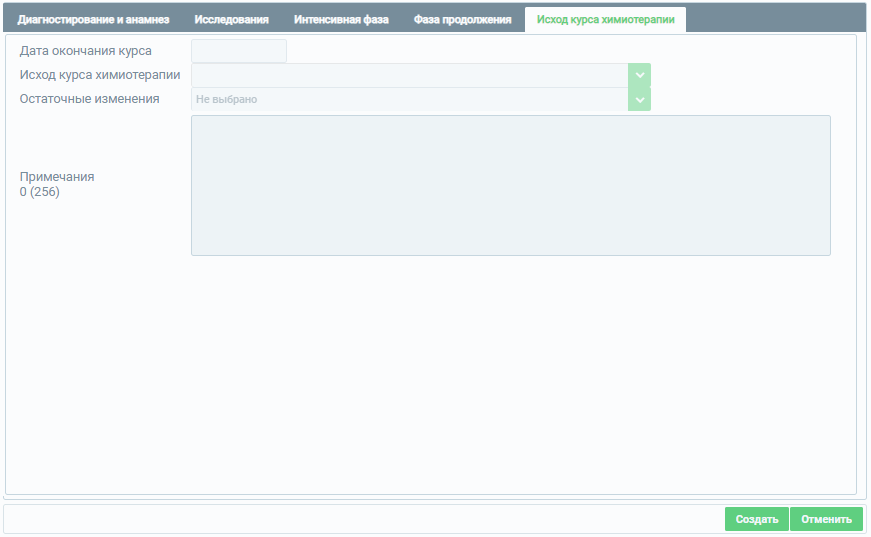 Диагностирование и анамнез Исследования Интенсивная фаза Фаза продолжения Исход курса химиотерапии
Дата окончания курса
Исход курса химиотерапии
Остаточные изменения Не выбрано
Примечания
0 (256)
Создать Отменить